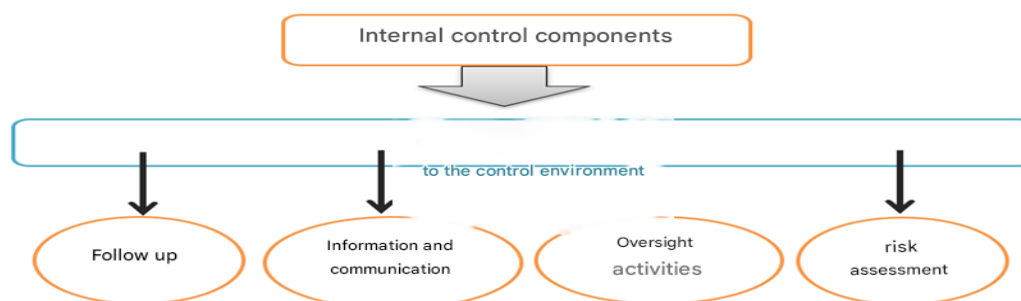 Internal control components
to the control environment
Follow up
Information and
communication
Oversight
activities
risk
assessment